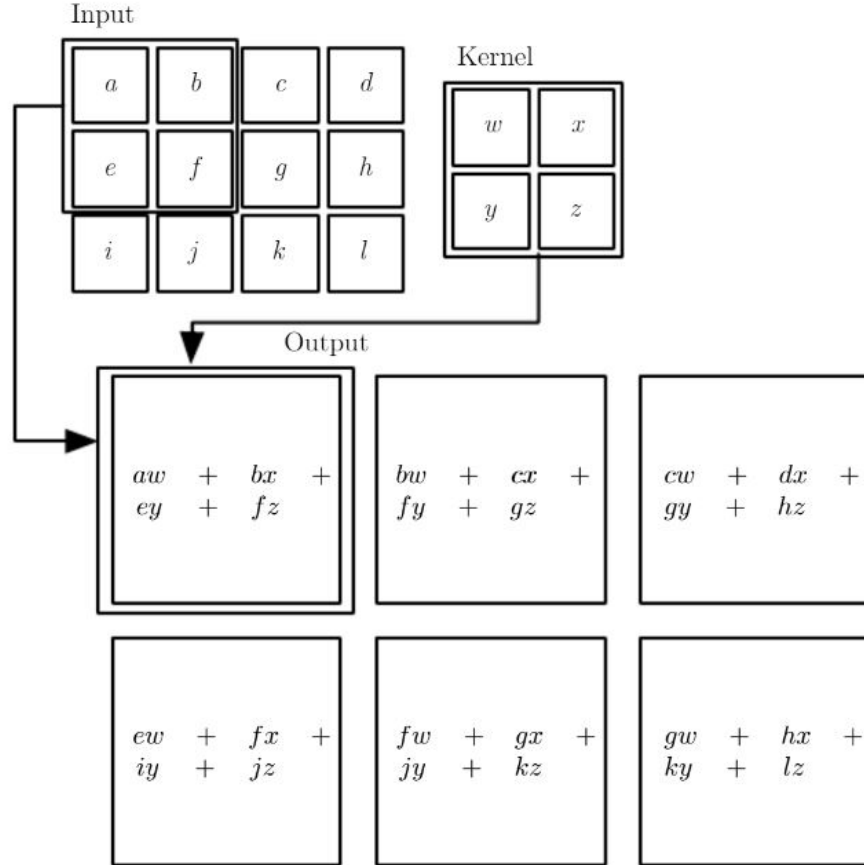 Input
a b c d
e f g h
i j k l
Kernel
w x
y z
Output
aw + bx +
ey + fz
bw + cx +
fy + gz
cw + dx +
gy + hz
ew + fx +
iy + jz
fw + gx +
jy + kz
gw + hx +
ky + lz